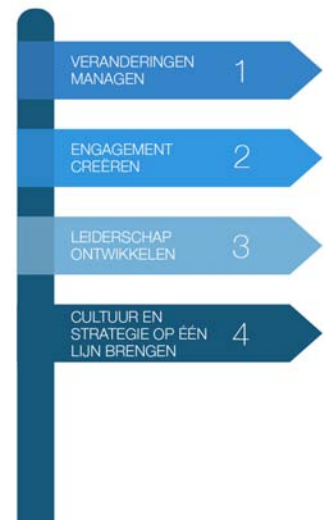 VERANDERINGEN
MANAGEN
1
ENGAGEMENT
CREËREN
2
LEIDERSCHAP
ONTWIKKELEN
3
CULTUUR EN
STRATEGIE OP ÉÉN
LIJN BRENGEN
4